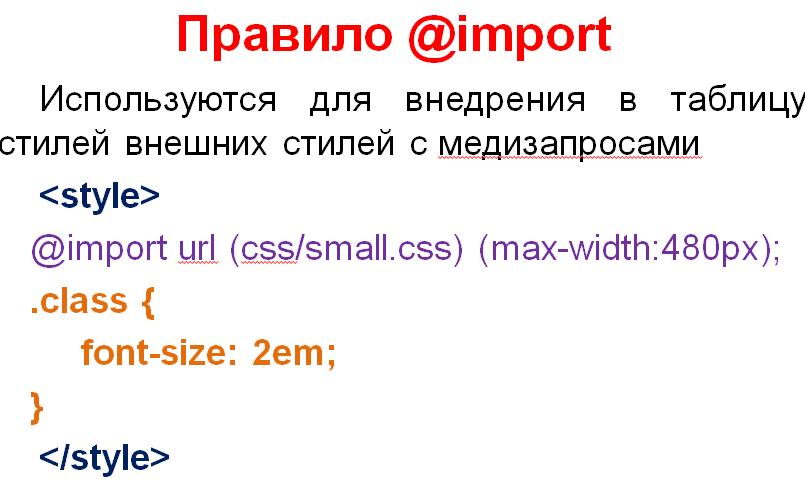 Правило @import
Используются для внедрения в таблицу
стилей внешних стилей с медизапросами
<style>
@import url (css/small.css) (max-width:480px);
.class {
font-size: 2em;
}
</style>